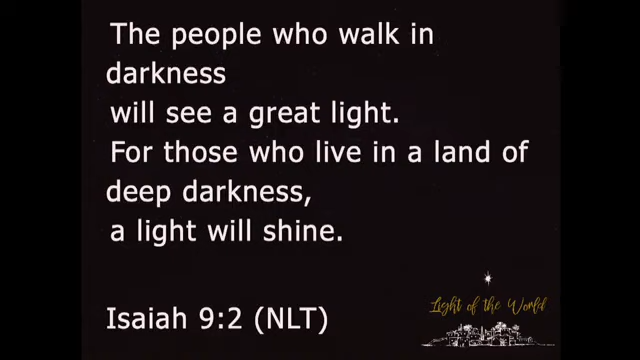 The people who walk in
darkness
will see a great light.
For those who live in a land of
deep darkness,
a light will shine.
Isaiah 9:2 (NLT)
Light of the World